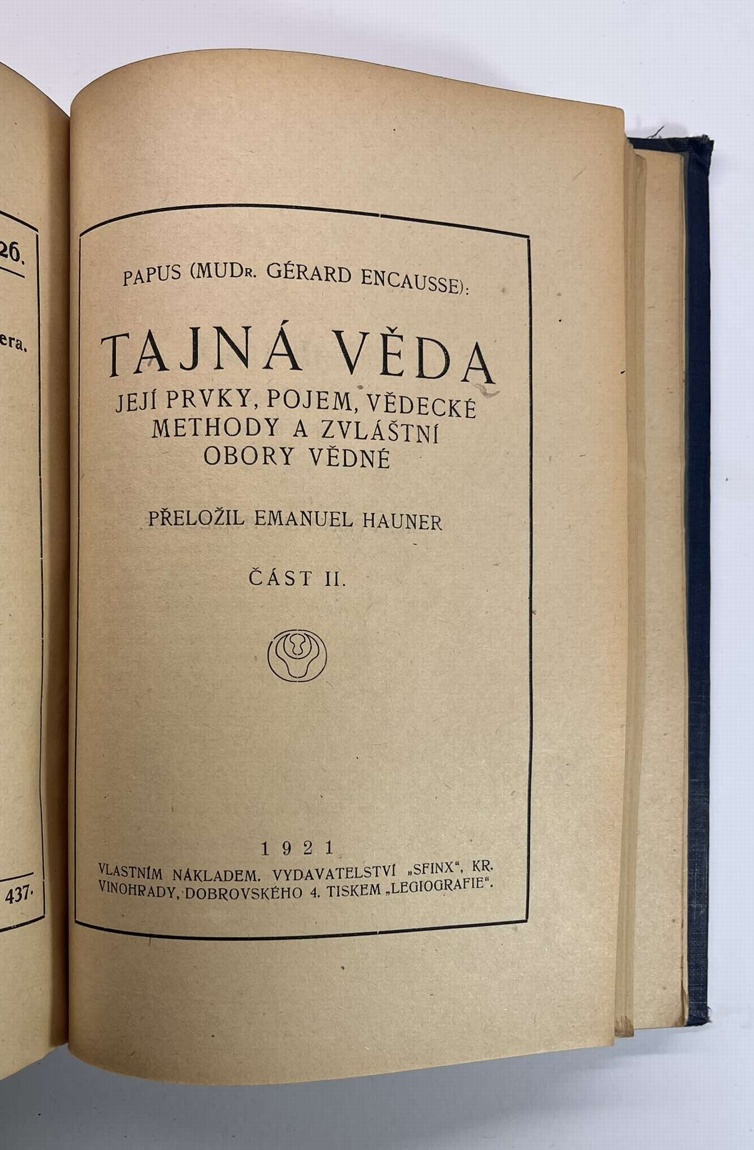 26.
era.
437.
PAPUS (MUDR. GÉRARD ENCAUSSE):
TAJNÁ VĚDA
JEJÍ PRVKY, POJEM, VĚDECKÉ
METHODY A ZVLÁŠTNÍ
OBORY VĚDNÉ
PŘELOŽIL EMANUEL HAUNER
ČÁST II.
1921
VLASTNÍM NÁKLADEM. VYDAVATELSTVÍ „SFINX“, KR.
VINOHRADY, DOBROVSKÉHO 4. TISKEM „LEGIOGRAFIE“.